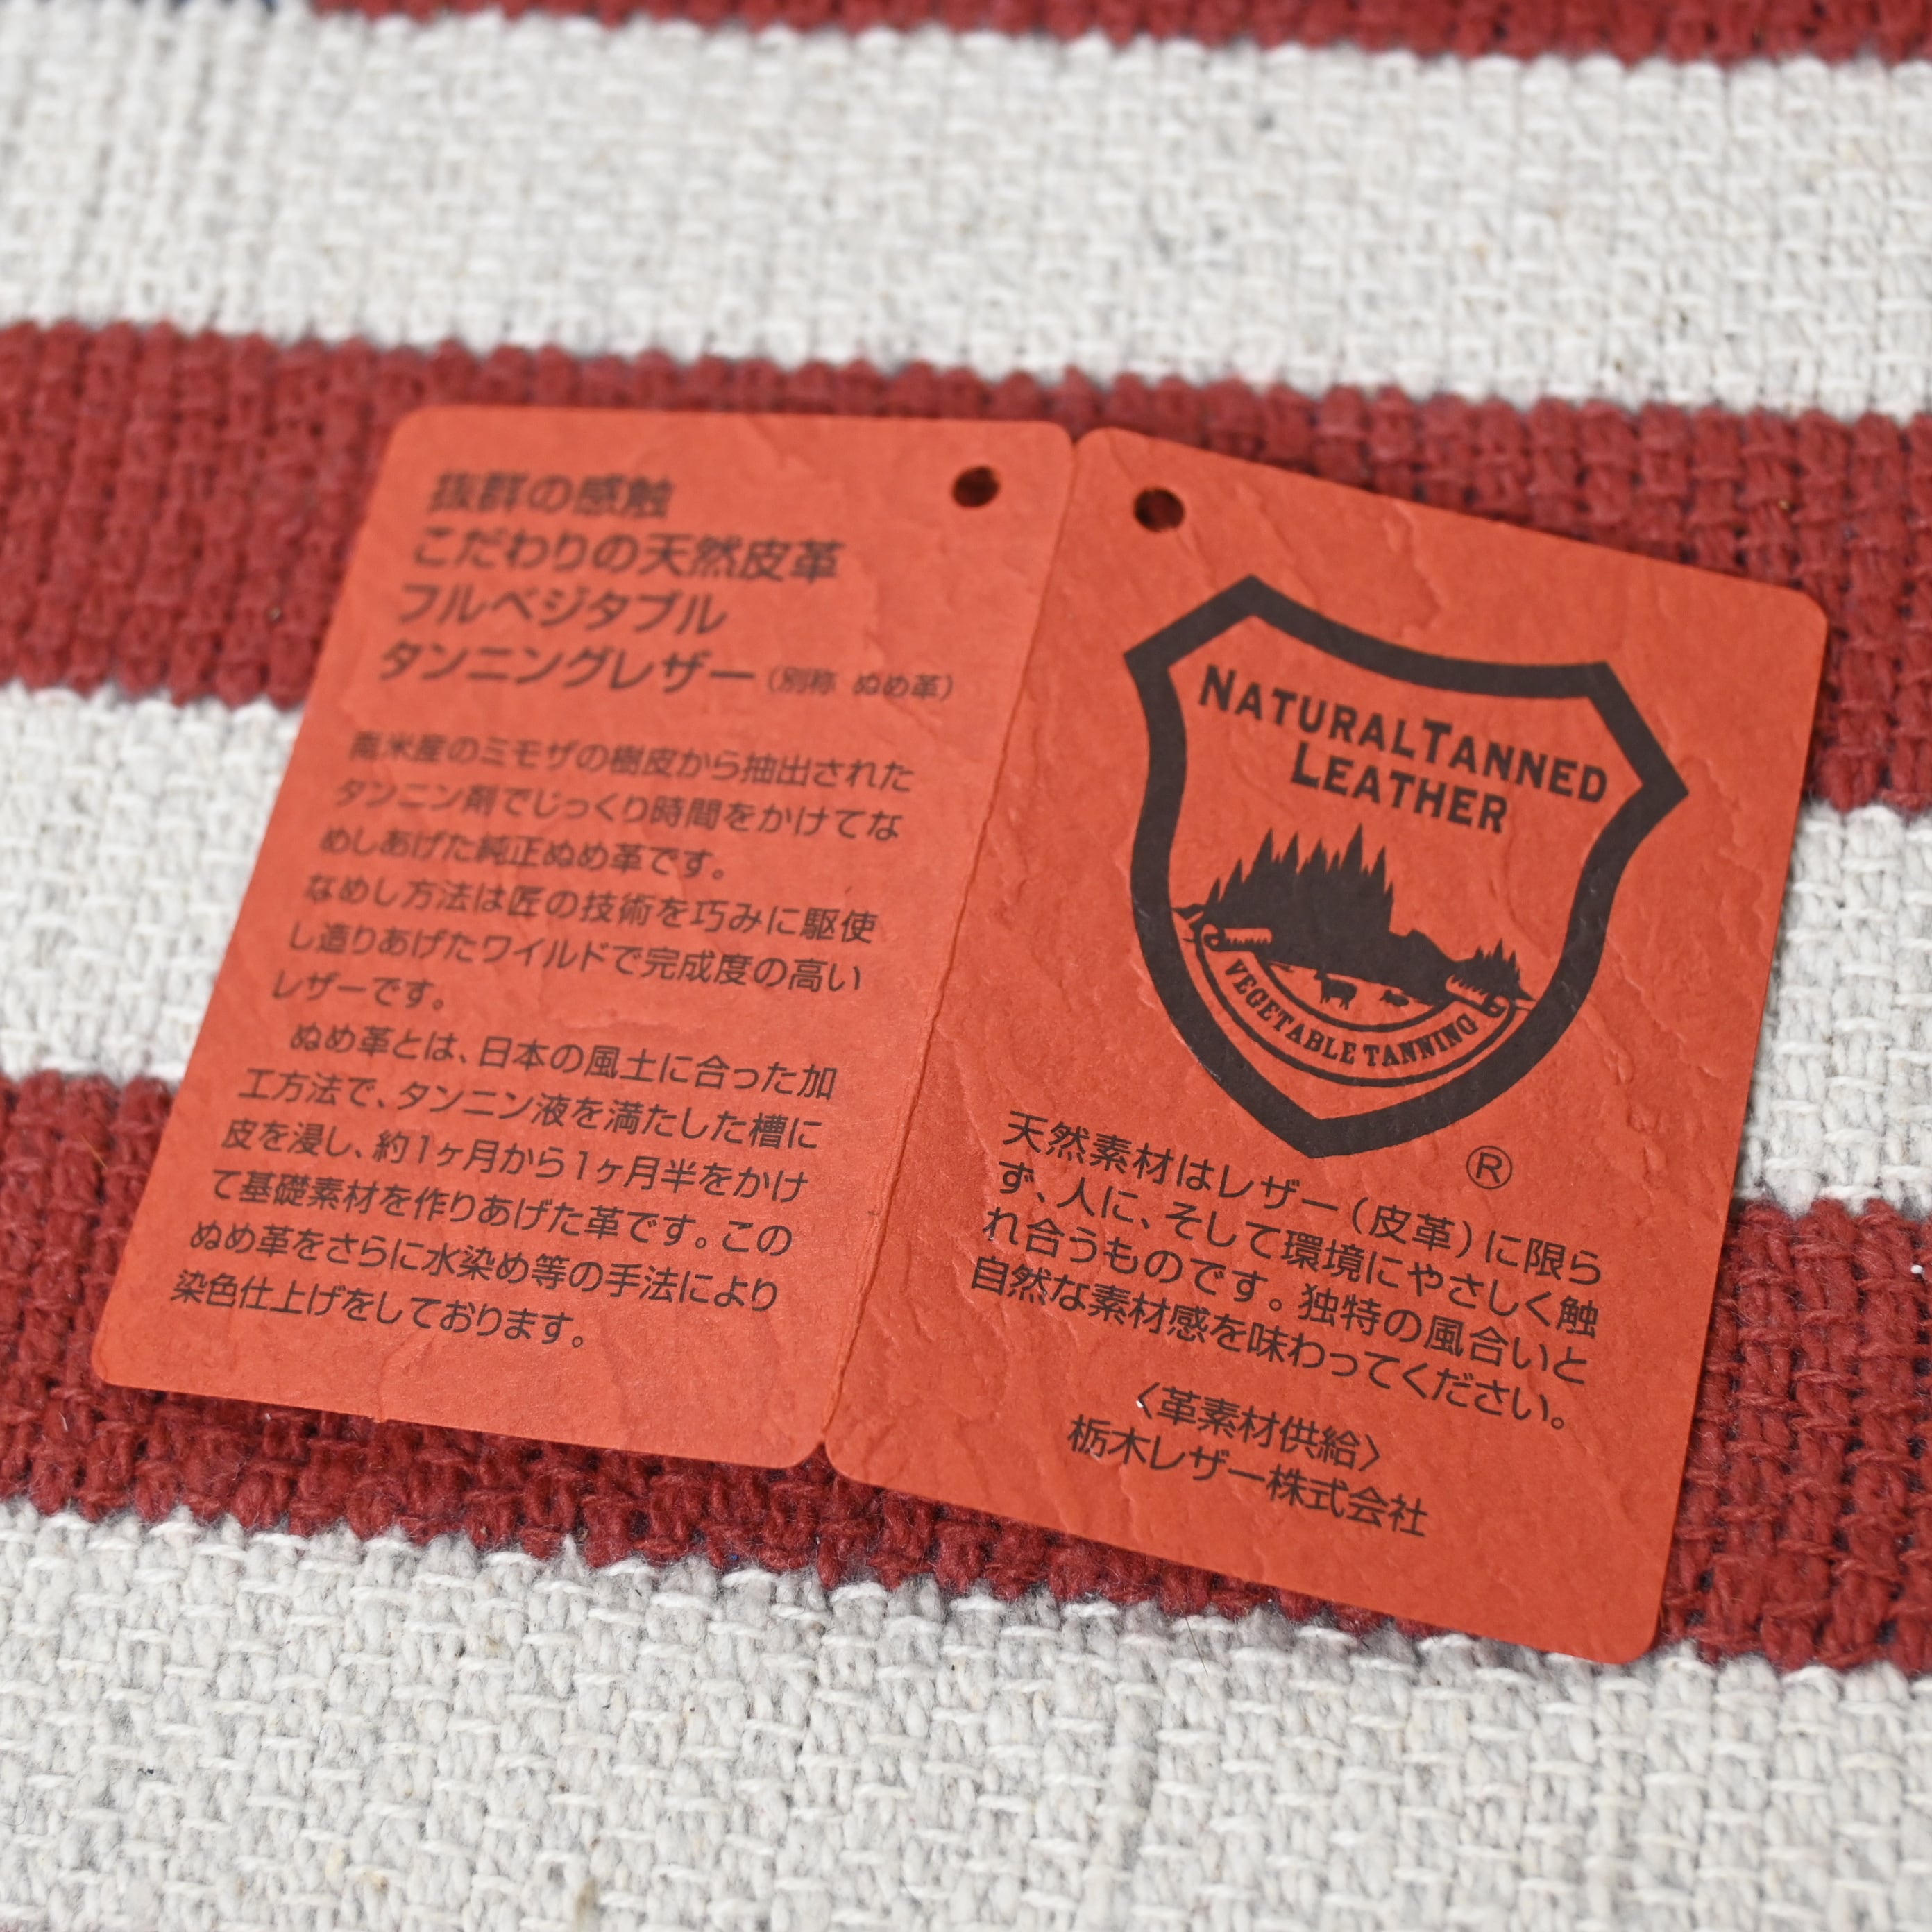 抜群の感触
こだわりの天然皮革
フルベジタブル
タンニングレザー（別称 ぬめ革）
南米産のミモザの樹皮から抽出された
タンニン剤でじっくり時間をかけてな
めしあげた純正ぬめ革です。
なめし方法は匠の技術を巧みに駆使
し造りあげたワイルドで完成度の高い
レザーです。
ぬめ革とは、日本の風土に合った加
工方法で、タンニン液を満たした槽に
皮を浸し、約1ヶ月から1ヶ月半をかけ
て基礎素材を作りあげた革です。この
ぬめ革をさらに水染め等の手法により
染色仕上げをしております。
NATURAL TANNED
LEATHER
VEGETABLE TANNING
®
天然素材はレザー（皮革）に限ら
ず、人に、そして環境にやさしく触
れ合うものです。独特の風合いと
自然な素材感を味わってください。
〈革素材供給〉
栃木レザー株式会社